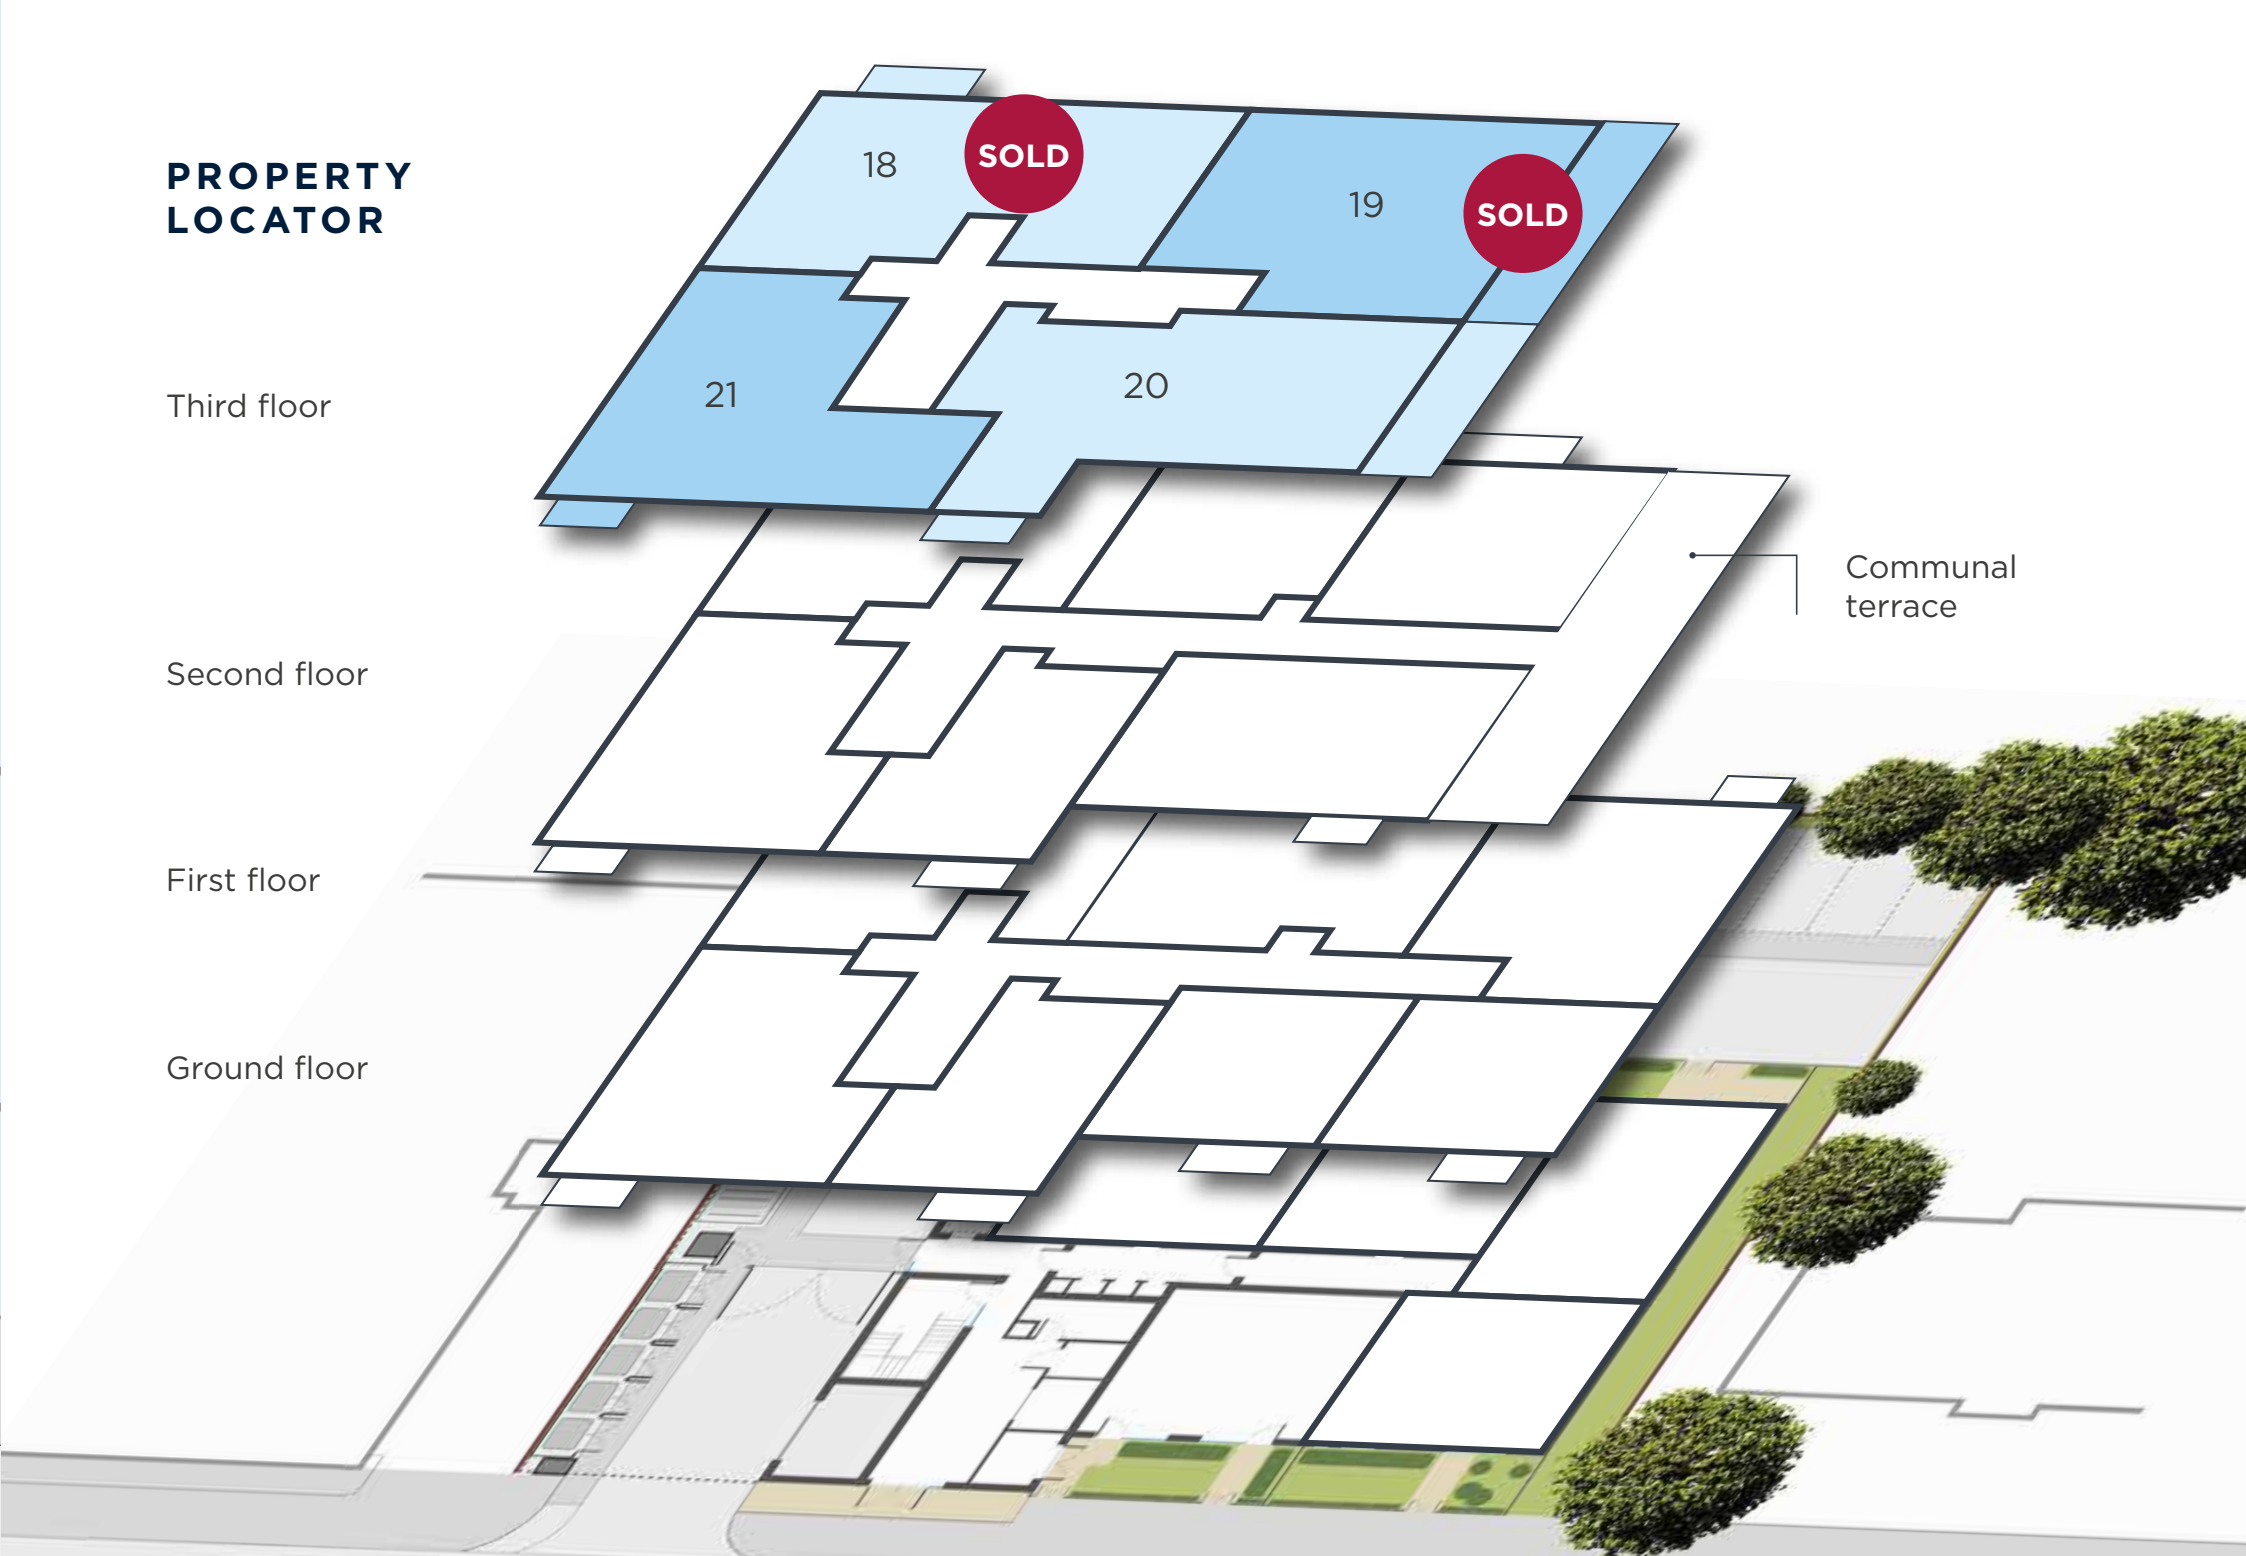 PROPERTY
LOCATOR
18
SOLD
19
SOLD
21
20
Third floor
Communal
terrace
Second floor
First floor
Ground floor